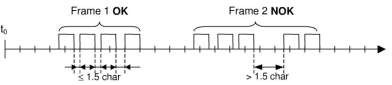 Frame 1 OK
Frame 2 NOK
t0
≤ 1.5 char
> 1.5 char